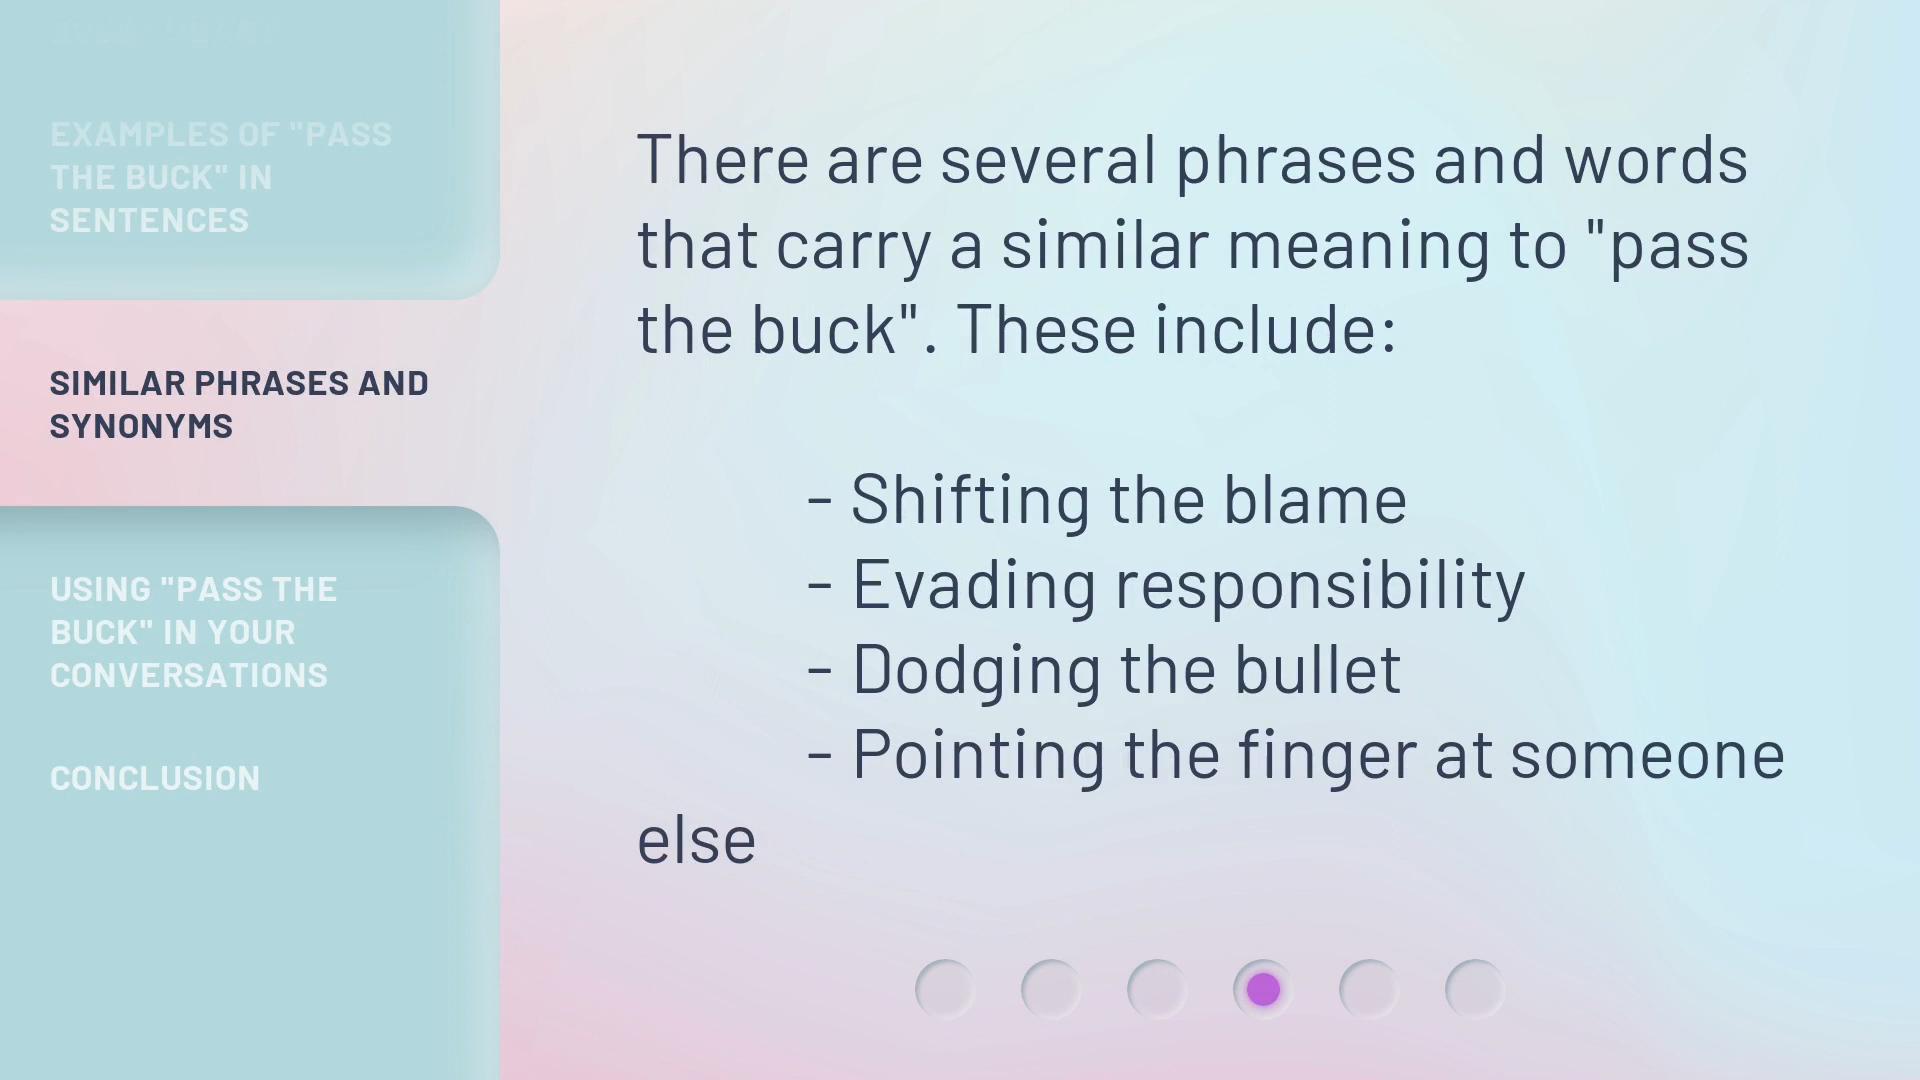 EXAMPLES OF "PASS
THE BUCK" IN
SENTENCES
SIMILAR PHRASES AND
SYNONYMS
USING "PASS THE
BUCK" IN YOUR
CONVERSATIONS
CONCLUSION
There are several phrases and words
that carry a similar meaning to "pass
the buck". These include:
- Shifting the blame
- Evading responsibility
- Dodging the bullet
- Pointing the finger at someone
else